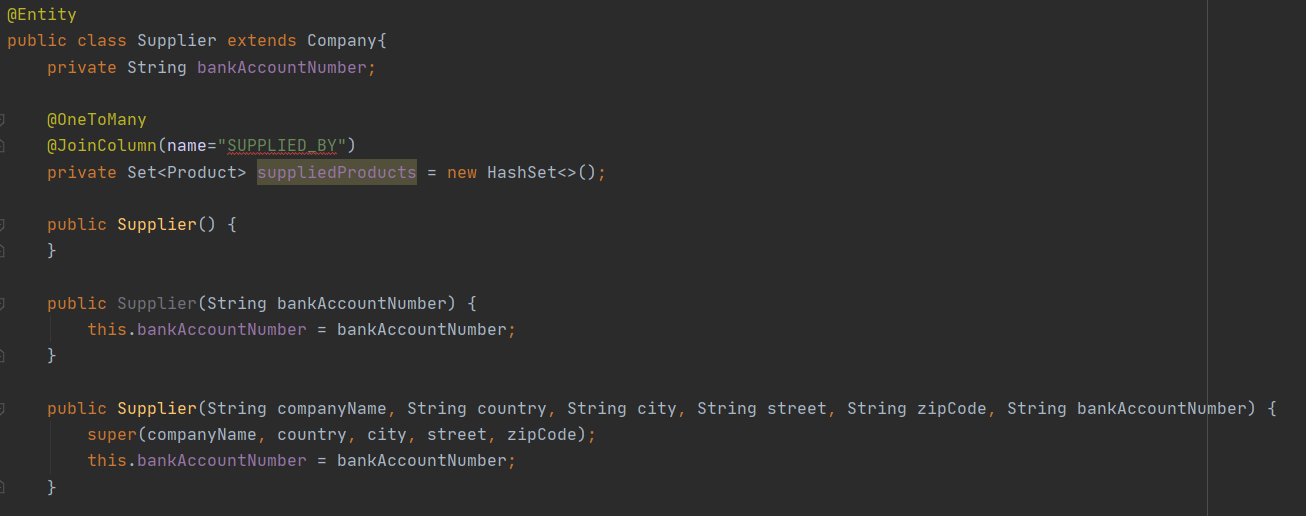 @Entity
public class Supplier extends Company{
    private String bankAccountNumber;

    @OneToMany
    @JoinColumn(name="SUPPLIED_BY")
    private Set<Product> suppliedProducts = new HashSet<>();

    public Supplier() {
    }

    public Supplier(String bankAccountNumber) {
        this.bankAccountNumber = bankAccountNumber;
    }

    public Supplier(String companyName, String country, String city, String street, String zipCode, String bankAccountNumber) {
        super(companyName, country, city, street, zipCode);
        this.bankAccountNumber = bankAccountNumber;
    }